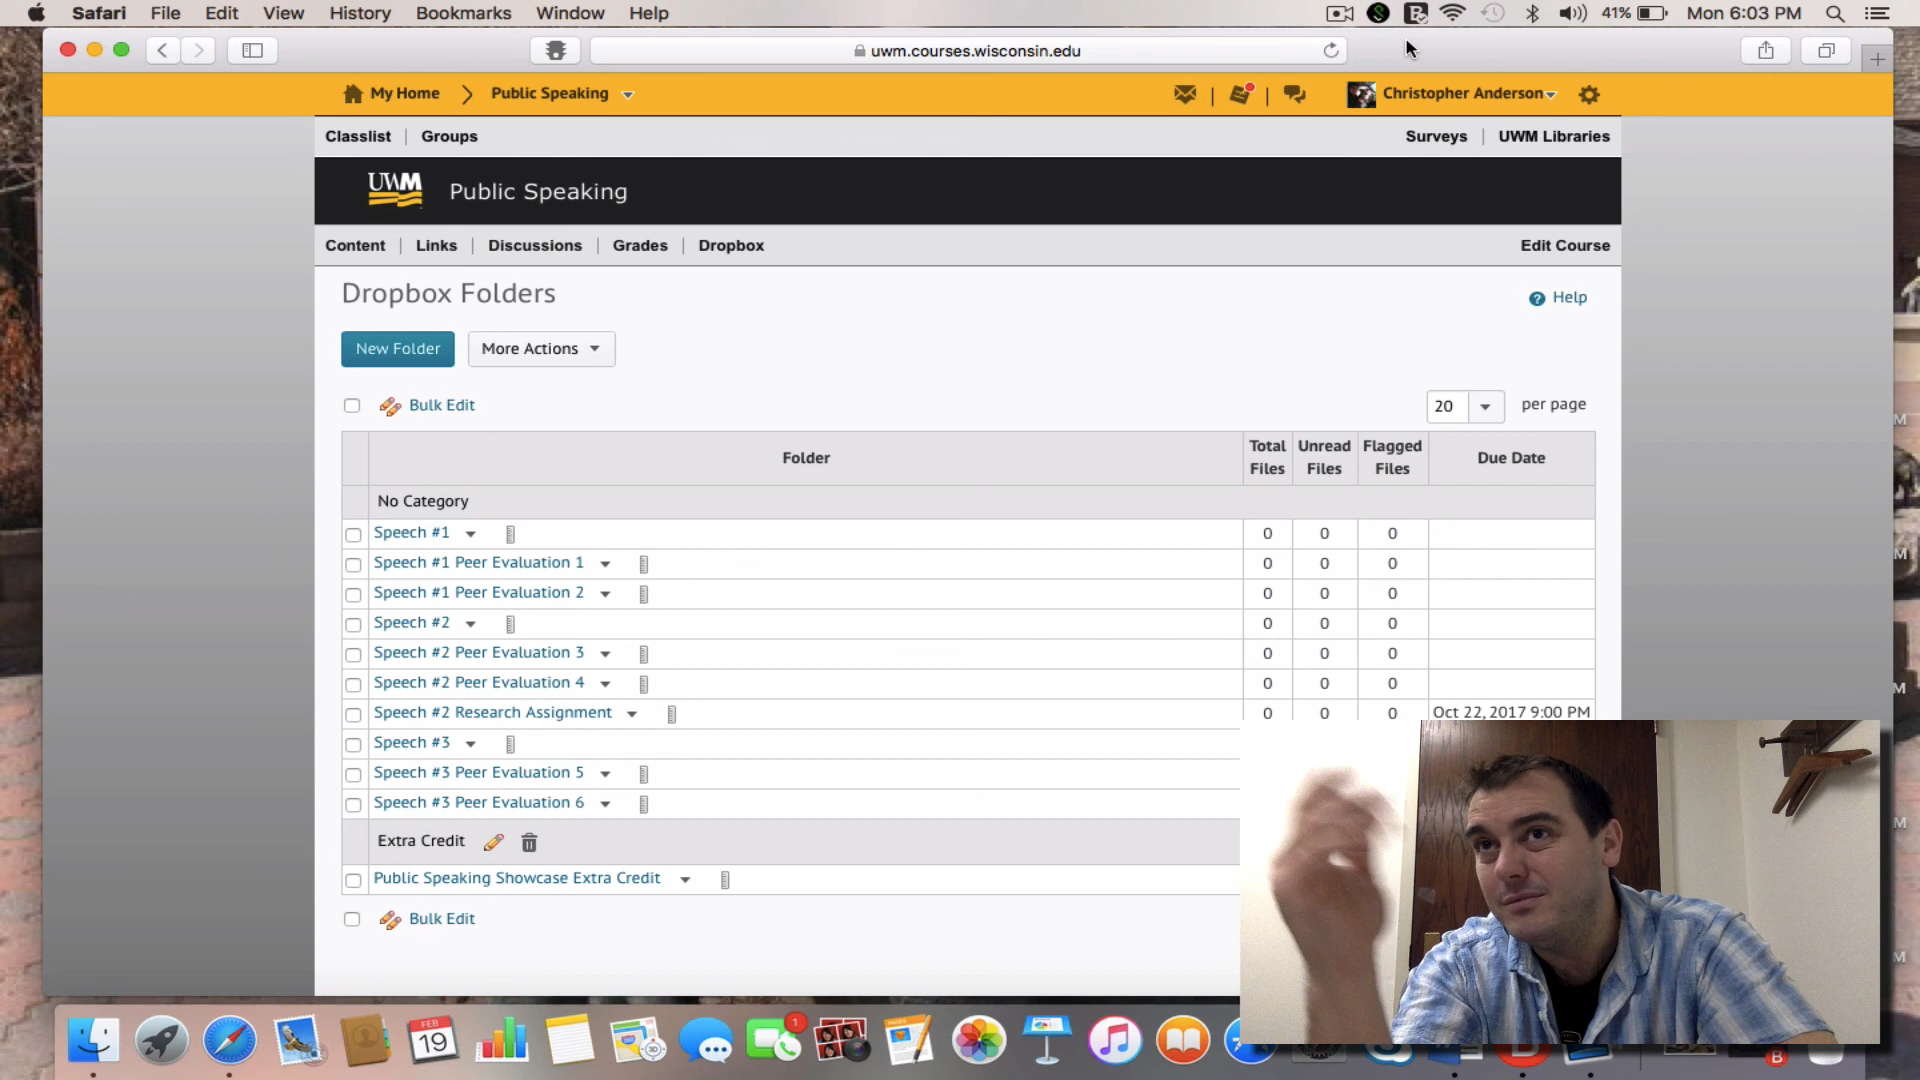 Safari File Edit View History Bookmarks Window Help 41% Mon 6:03 PM
uwm.courses.wisconsin.edu
My Home Public Speaking Christopher Anderson
Classlist Groups Surveys UWM Libraries
UWM Public Speaking
Content Links Discussions Grades Dropbox Edit Course
Dropbox Folders
Help
New Folder More Actions
Bulk Edit 20 per page
Folder Total Files Unread Files Flagged Files Due Date
No Category
Speech #1 0 0 0
Speech #1 Peer Evaluation 1 0 0 0
Speech #1 Peer Evaluation 2 0 0 0
Speech #2 0 0 0
Speech #2 Peer Evaluation 3 0 0 0
Speech #2 Peer Evaluation 4 0 0 0
Speech #2 Research Assignment 0 0 0 Oct 22, 2017 9:00 PM
Speech #3
Speech #3 Peer Evaluation 5
Speech #3 Peer Evaluation 6
Extra Credit
Public Speaking Showcase Extra Credit
Bulk Edit
FEB
19
1